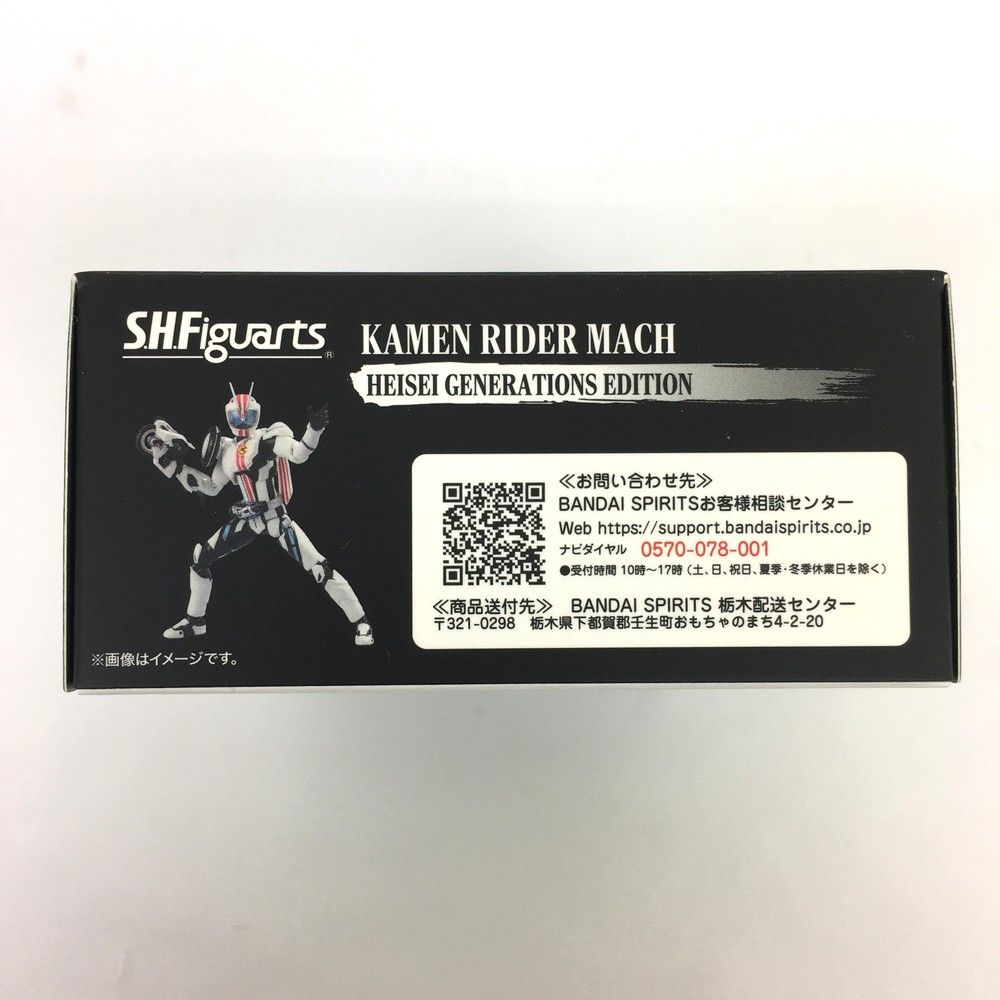 S.H.Figuarts®
KAMEN RIDER MACH
HEISEI GENERATIONS EDITION
≪お問い合わせ先≫
BANDAI SPIRITSお客様相談センター
Web https://support.bandaispirits.co.jp
ナビダイヤル 0570-078-001
●受付時間 10時～17時 (土、日、祝日、夏季・冬季休業日を除く)
≪商品送付先≫ BANDAI SPIRITS 栃木配送センター
〒321-0298 栃木県下都賀郡壬生町おもちゃのまち4-2-20
※画像はイメージです。